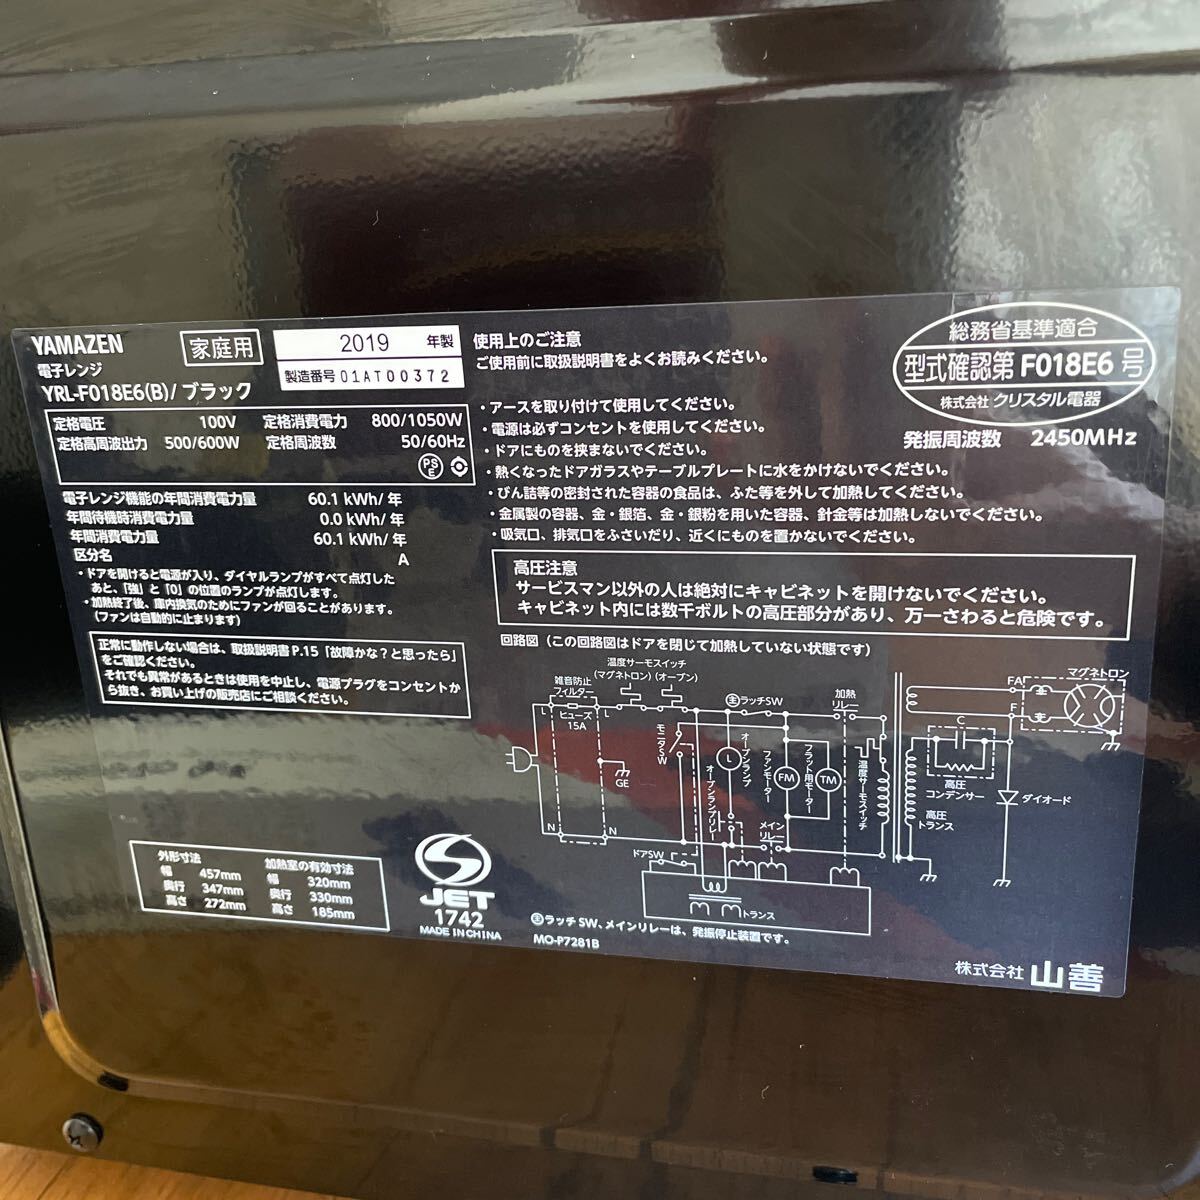 YAMAZEN
家庭用
2019 年製
製造番号 01AT00372
電子レンジ
YRL-F018E6(B)/ ブラック
定格電圧 100V 定格消費電力 800/1050W
定格高周波出力 500/600W 定格周波数 50/60Hz
PS
E
電子レンジ機能の年間消費電力量 60.1 kWh/年
年間待機時消費電力量 0.0 kWh/年
年間消費電力量 60.1 kWh/年
区分名 A
・ドアを開けると電源が入り、ダイヤルランプがすべて点灯した
あと、「強」と「0」の位置のランプが点灯します。
・加熱終了後、庫内換気のためにファンが回ることがあります。
(ファンは自動的に止まります)
正常に動作しない場合は、取扱説明書P.15「故障かな?と思ったら」
をご確認ください。
それでも異常があるときは使用を中止し、電源プラグをコンセントか
ら抜き、お買い上げの販売店にご相談ください。
外形寸法
幅 457mm
奥行 347mm
高さ 272mm
加熱室の有効寸法
幅 320mm
奥行 330mm
高さ 185mm
JET
1742
MADE IN CHINA
使用上のご注意
ご使用前に取扱説明書をよくお読みください。
・アースを取り付けて使用してください。
・電源は必ずコンセントを使用してください。
・ドアにものを挟まないでください。
・熱くなったドアガラスやテーブルプレートに水をかけないでください。
・びん詰等の密封された容器の食品は、ふた等を外して加熱してください。
・金属製の容器、金・銀箔、金・銀粉を用いた容器、針金等は加熱しないでください。
・吸気口、排気口をふさいだり、近くにものを置かないでください。
総務省基準適合
型式確認第 F018E6 号
株式会社 クリスタル電器
発振周波数 2450MHz
高圧注意
サービスマン以外の人は絶対にキャビネットを開けないでください。
キャビネット内には数千ボルトの高圧部分があり、万一さわると危険です。
回路図(この回路図はドアを閉じて加熱していない状態です)
温度サーモスイッチ
(マグネトロン)(オーブン)
雑音防止
フィルター
L
L
ヒューズ
15A
GE
N
N
モニタSW
主ラッチSW
オーブンランプ
L
オーブンランプリレー
ファンモーター
FM
フラット用モーター
TM
メイン
リレー
加熱
リレー
温度サーモスイッチ
ドアSW
トランス
高圧
トランス
C
高圧
コンデンサー
ダイオード
FA
F
マグネトロン
主ラッチSW、メインリレーは、発振停止装置です。
MO-P7281B
株式会社 山善